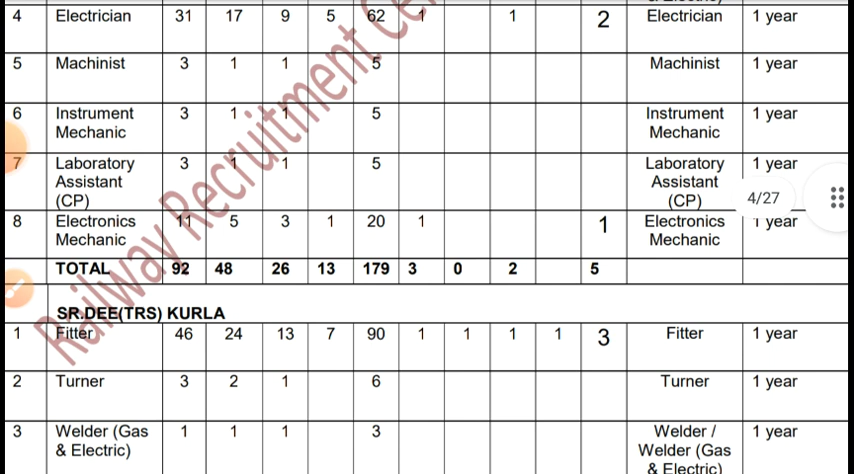 & Electric)
4 Electrician 31 17 9 5 62 1 1 2 Electrician 1 year
5 Machinist 3 1 1 5 Machinist 1 year
6 Instrument Mechanic 3 1 1 5 Instrument Mechanic 1 year
7 Laboratory Assistant (CP) 3 1 1 5 Laboratory Assistant (CP) 1 year
4/27
8 Electronics Mechanic 11 5 3 1 20 1 1 Electronics Mechanic 1 year
TOTAL 92 48 26 13 179 3 0 2 5
SR.DEE(TRS) KURLA
1 Fitter 46 24 13 7 90 1 1 1 1 3 Fitter 1 year
2 Turner 3 2 1 6 Turner 1 year
3 Welder (Gas & Electric) 1 1 1 3 Welder / Welder (Gas & Electric) 1 year
Railway Recruitment Ce